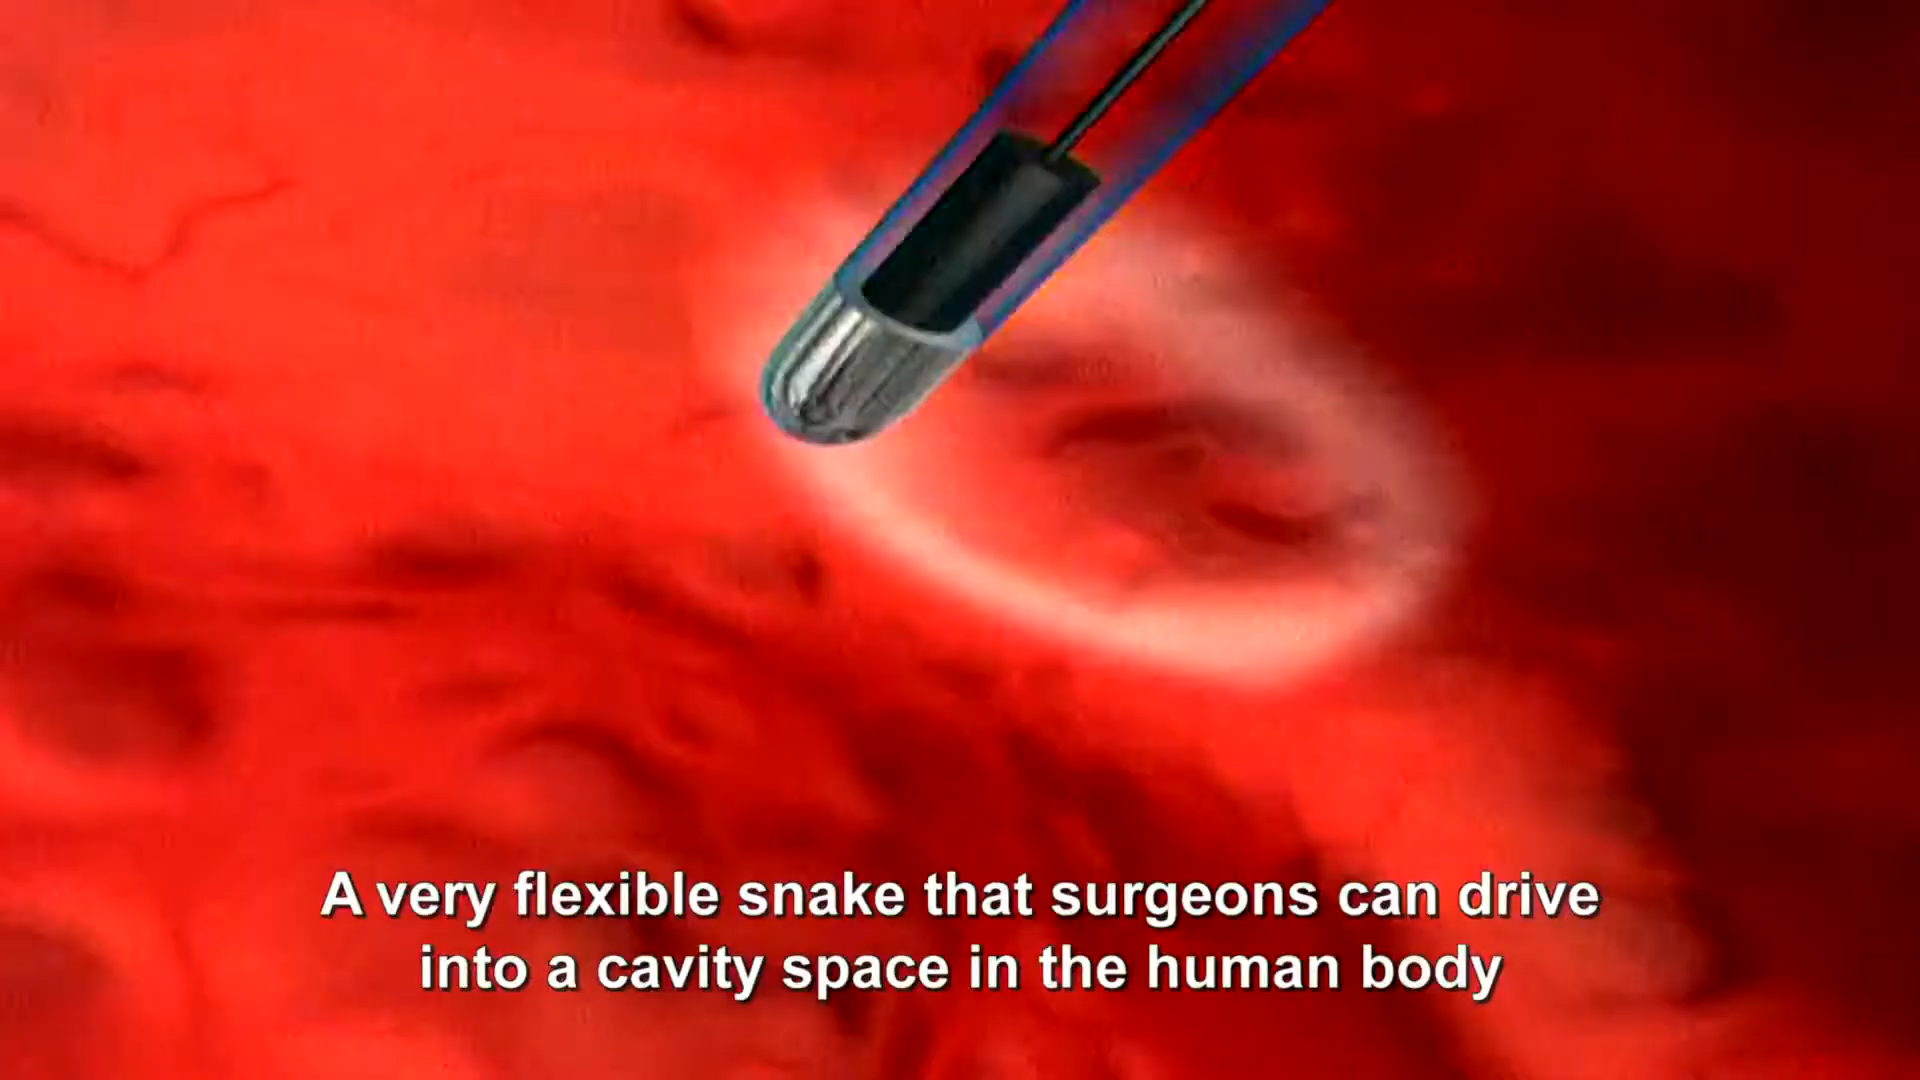 A very flexible snake that surgeons can drive
into a cavity space in the human body